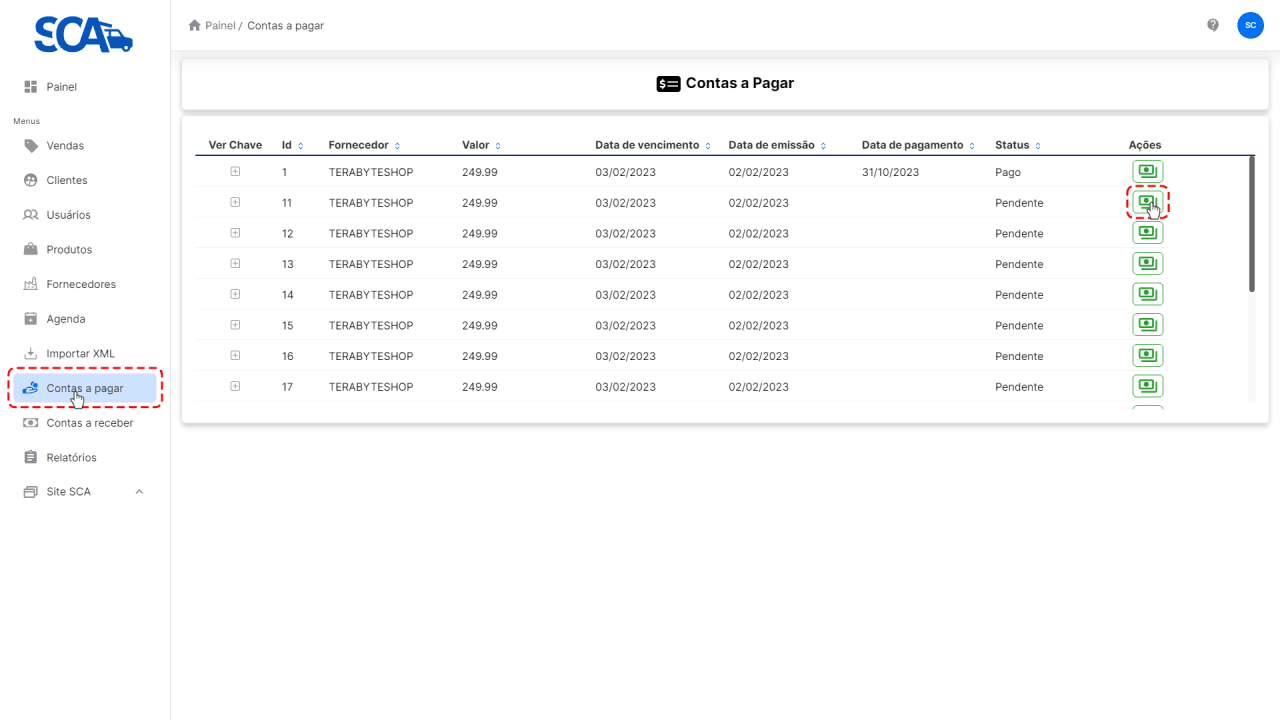 SCA
Painel / Contas a pagar
SC
Painel
Menus
Vendas
Clientes
Usuários
Produtos
Fornecedores
Agenda
Importar XML
Contas a pagar
Contas a receber
Relatórios
Site SCA
Contas a Pagar
Ver Chave Id Fornecedor Valor Data de vencimento Data de emissão Data de pagamento Status Ações
1 TERABYTESHOP 249.99 03/02/2023 02/02/2023 31/10/2023 Pago
11 TERABYTESHOP 249.99 03/02/2023 02/02/2023 Pendente
12 TERABYTESHOP 249.99 03/02/2023 02/02/2023 Pendente
13 TERABYTESHOP 249.99 03/02/2023 02/02/2023 Pendente
14 TERABYTESHOP 249.99 03/02/2023 02/02/2023 Pendente
15 TERABYTESHOP 249.99 03/02/2023 02/02/2023 Pendente
16 TERABYTESHOP 249.99 03/02/2023 02/02/2023 Pendente
17 TERABYTESHOP 249.99 03/02/2023 02/02/2023 Pendente